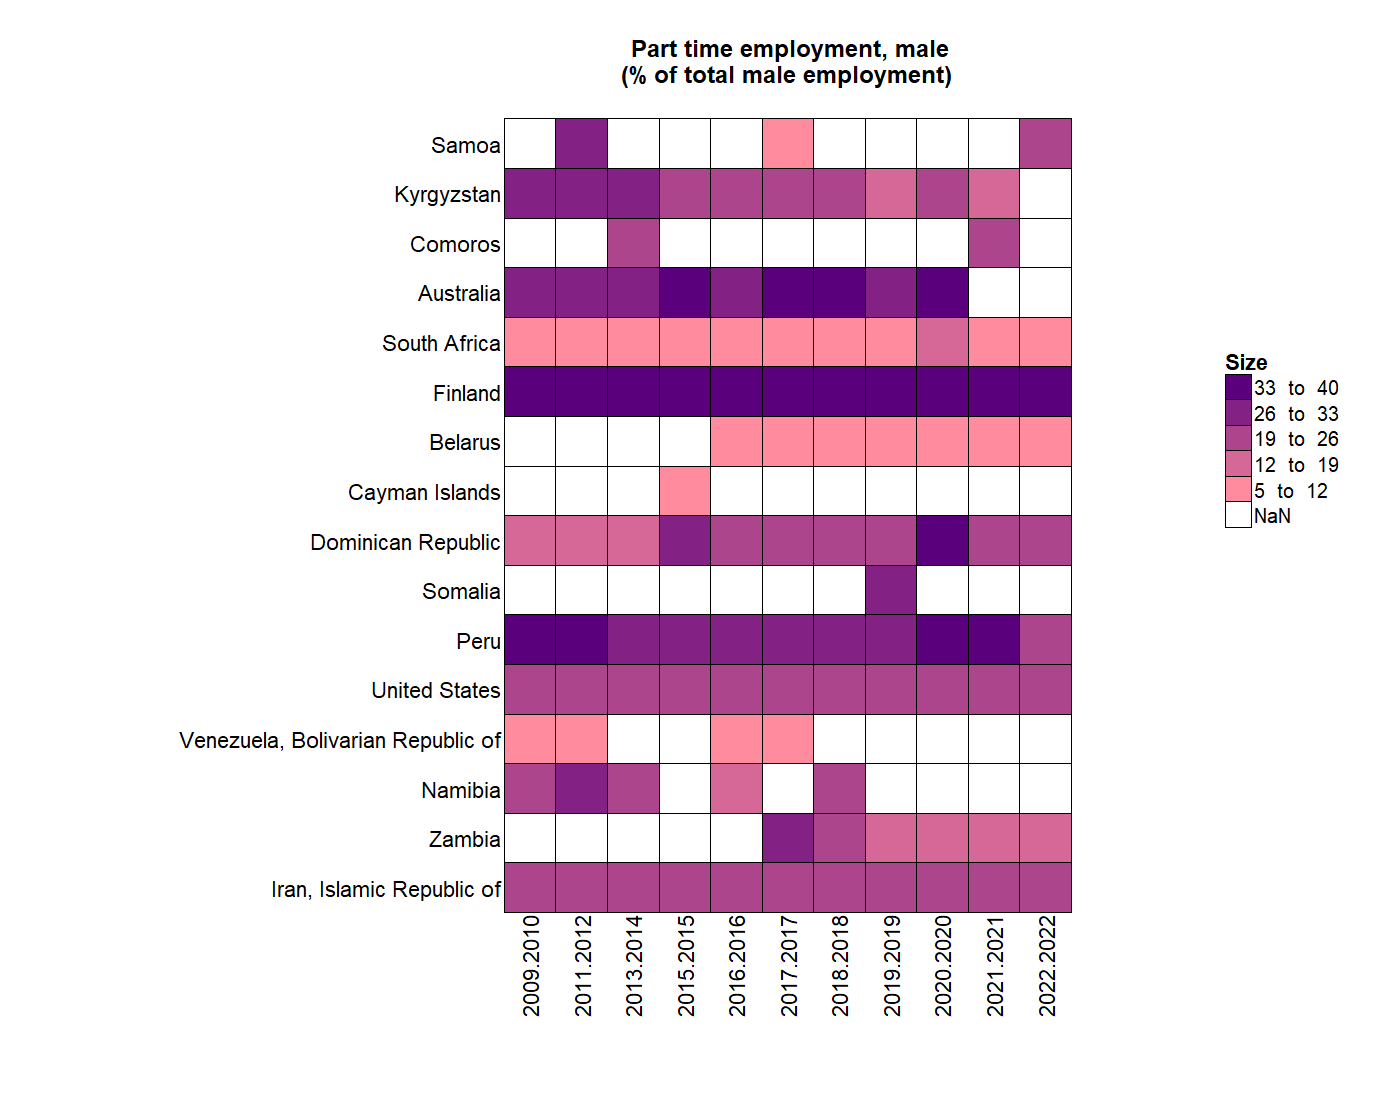 Part time employment, male
(% of total male employment)
Samoa
Kyrgyzstan
Comoros
Australia
South Africa
Finland
Belarus
Cayman Islands
Dominican Republic
Somalia
Peru
United States
Venezuela, Bolivarian Republic of
Namibia
Zambia
Iran, Islamic Republic of
2009.2010
2011.2012
2013.2014
2015.2015
2016.2016
2017.2017
2018.2018
2019.2019
2020.2020
2021.2021
2022.2022
Size
33 to 40
26 to 33
19 to 26
12 to 19
5 to 12
NaN